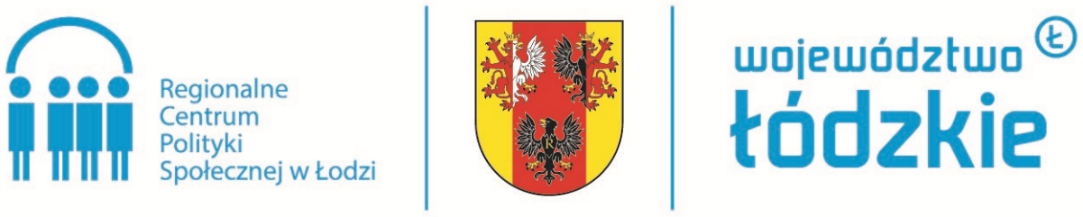 Regionalne
Centrum
Polityki
Społecznej w Łodzi
województwo Ł
Łódzkie